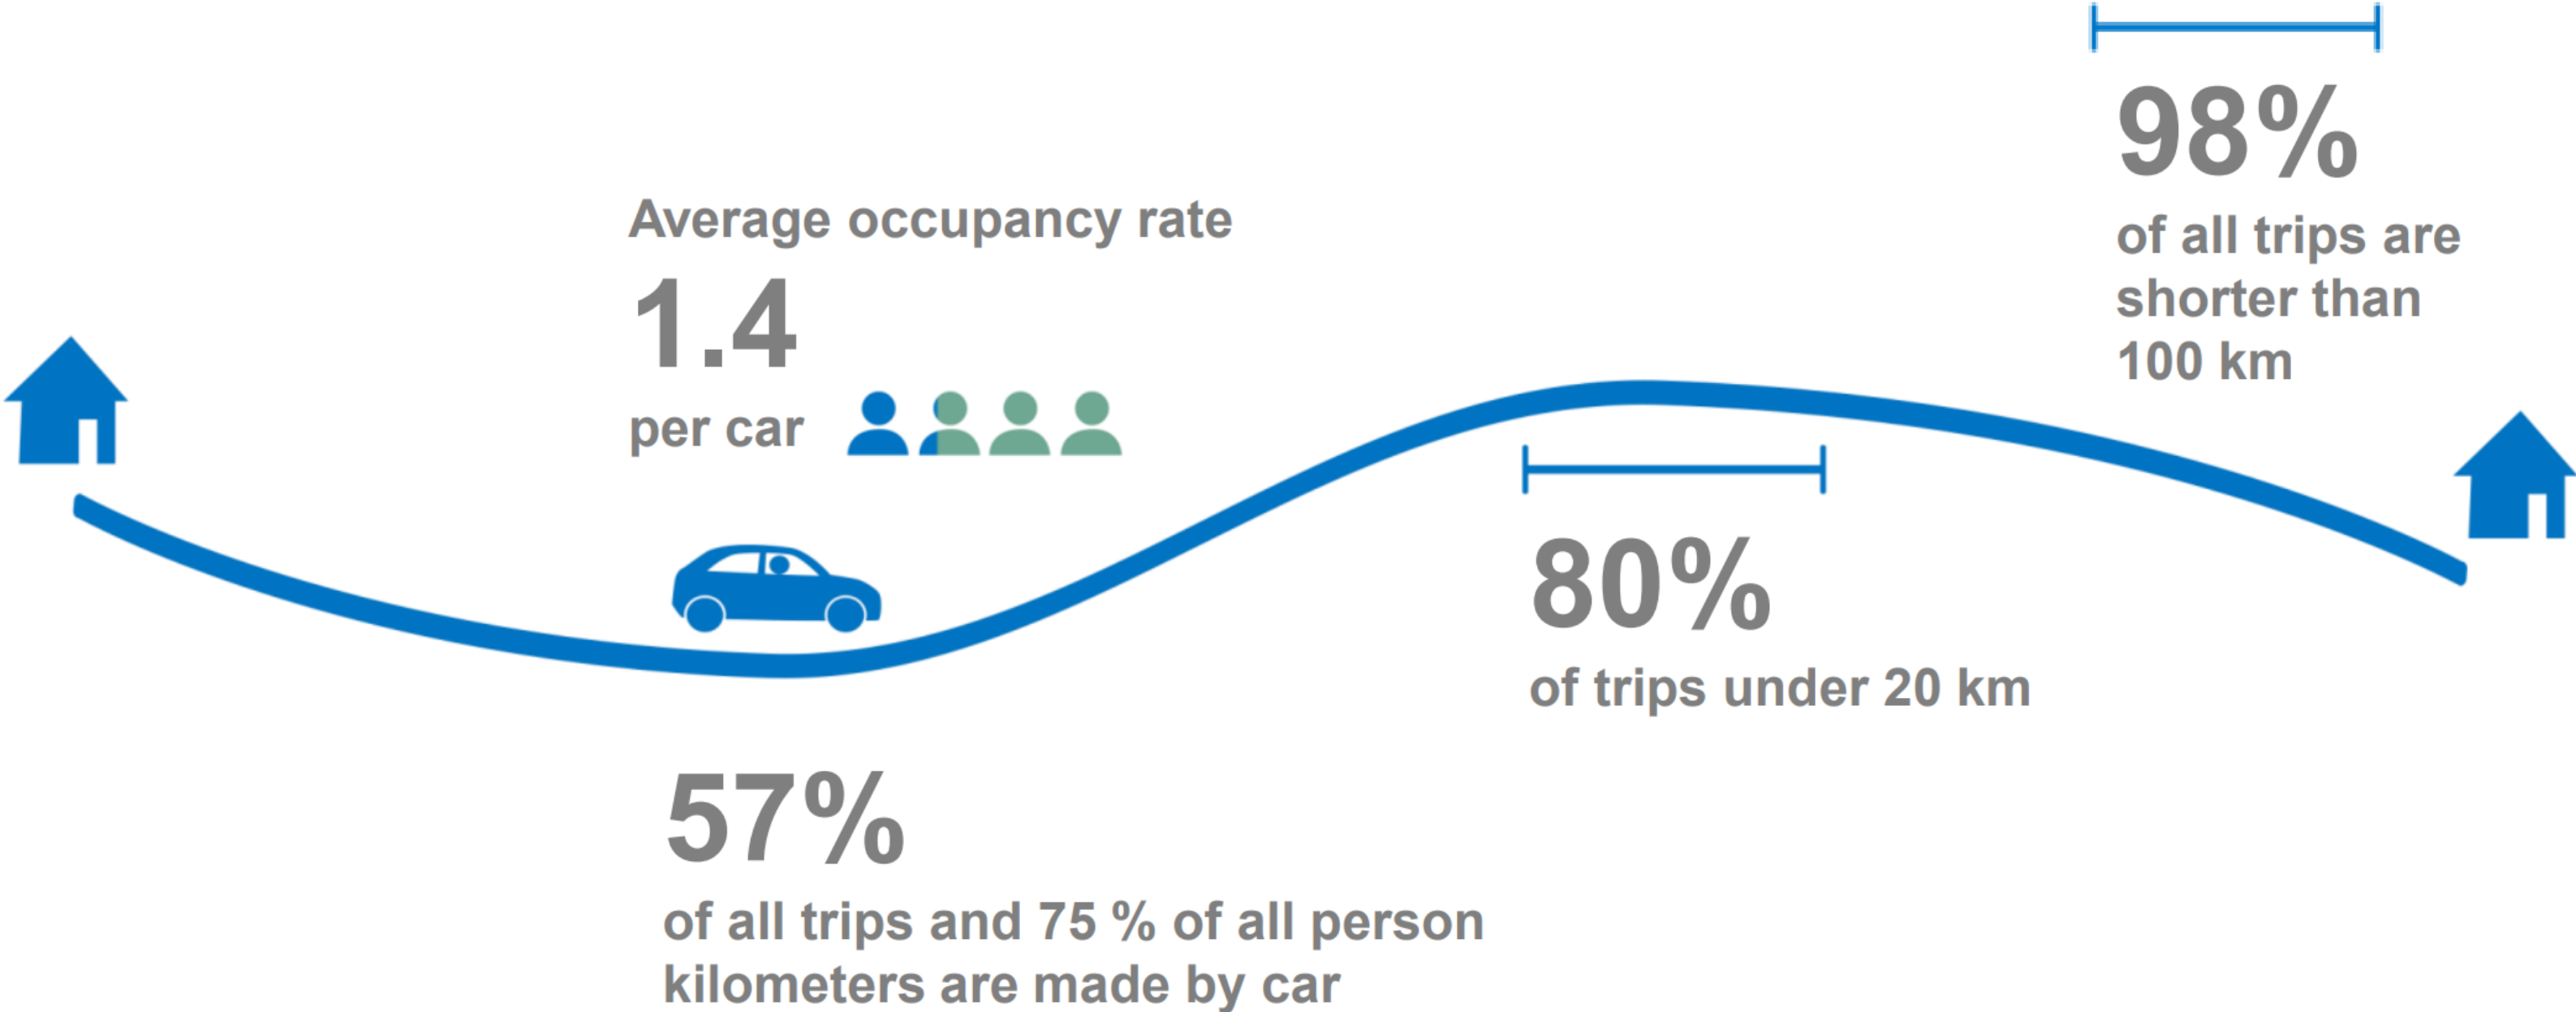 Average occupancy rate
1.4
per car
57%
of all trips and 75 % of all person
kilometers are made by car
80%
of trips under 20 km
98%
of all trips are
shorter than
100 km